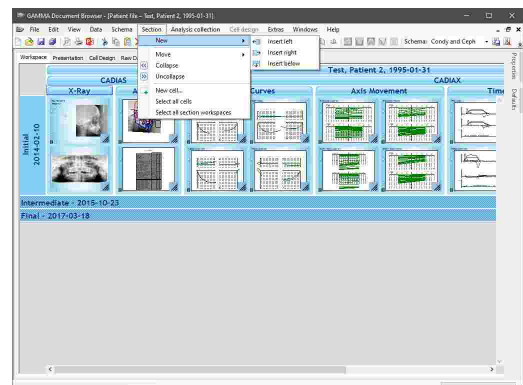 GAMMA Document Browser - [Patient File - Test, Patient 2, 1995-01-31]
File Edit View Data Schema Section Analysis collection Cell design Extras Windows Help
Schema: Condy and Ceph
Workspace Presentation Cell Design Raw D
New
Move
Collapse
Uncollapse
New cell...
Select all cells
Select all section workspaces
Insert left
Insert right
Insert below
Test, Patient 2, 1995-01-31
CADIAS
CADIAX
X-Ray
A
Curves
Axis Movement
Time
Initial
2014-02-10
Intermediate - 2015-10-23
Final - 2017-03-18
Properties
Defaults